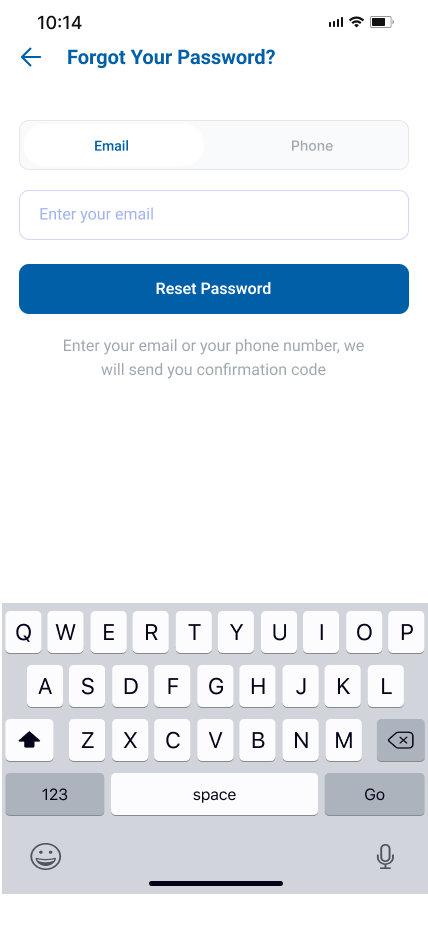 10:14
Forgot Your Password?
Email Phone
Enter your email
Reset Password
Enter your email or your phone number, we
will send you confirmation code
Q W E R T Y U I O P
A S D F G H J K L
Z X C V B N M
123 space Go